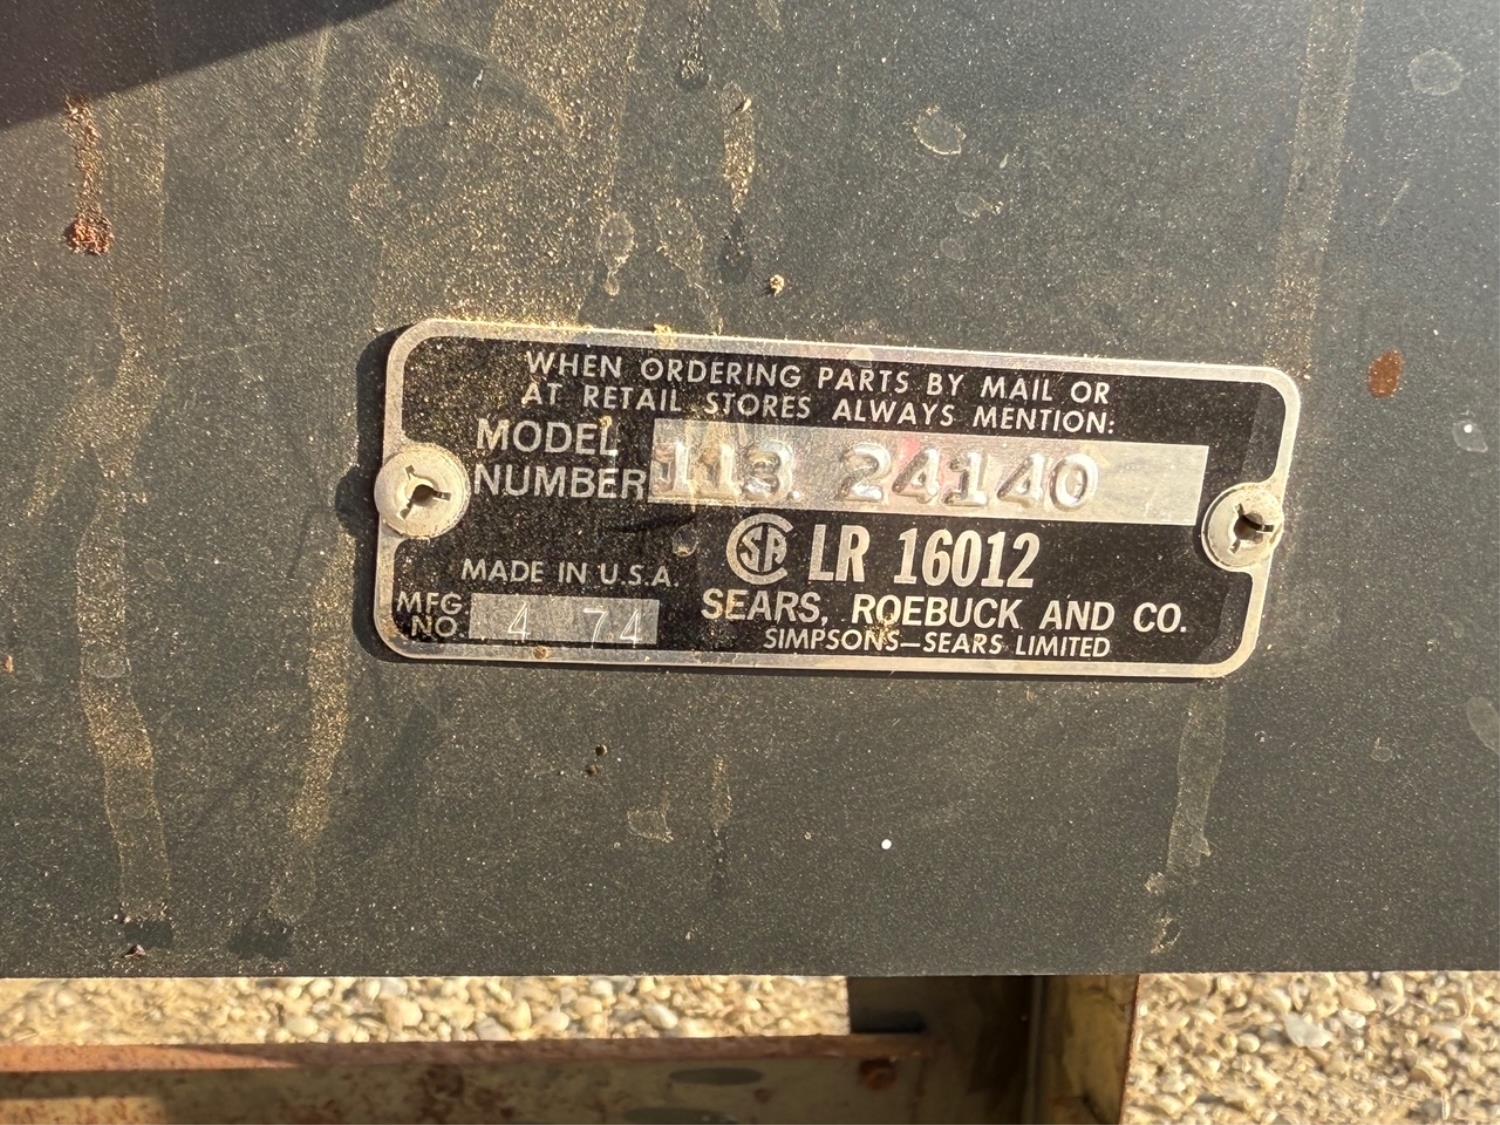 WHEN ORDERING PARTS BY MAIL OR
AT RETAIL STORES ALWAYS MENTION:
MODEL
NUMBER 113. 24140
SA LR 16012
MADE IN U.S.A.
SEARS, ROEBUCK AND CO.
MFG.
NO. 4 74
SIMPSONS—SEARS LIMITED